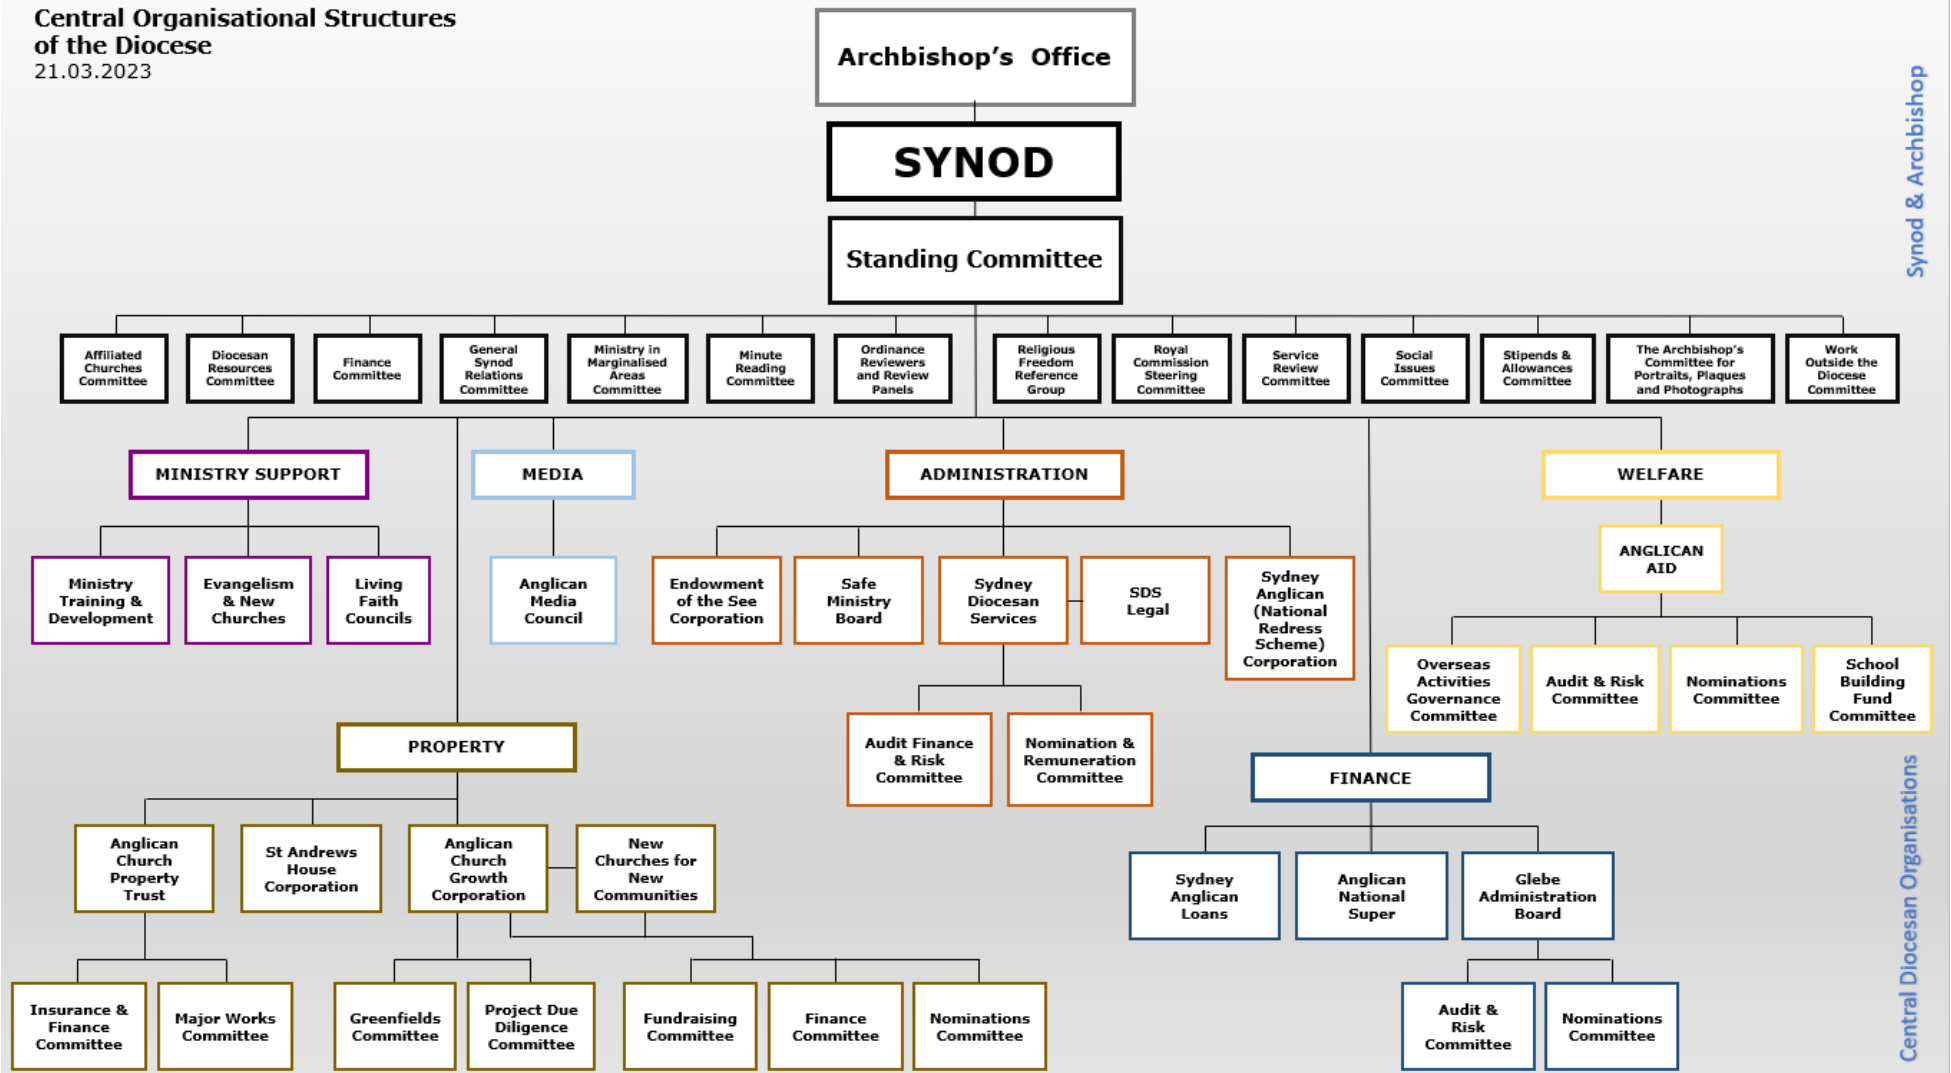 Central Organisational Structures
of the Diocese
21.03.2023
Archbishop’s Office
SYNOD
Standing Committee
Synod & Archbishop
Affiliated
Churches
Committee
Diocesan
Resources
Committee
Finance
Committee
General
Synod
Relations
Committee
Ministry in
Marginalised
Areas
Committee
Minute
Reading
Committee
Ordinance
Reviewers
and Review
Panels
Religious
Freedom
Reference
Group
Royal
Commission
Steering
Committee
Service
Review
Committee
Social
Issues
Committee
Stipends &
Allowances
Committee
The Archbishop’s
Committee for
Portraits, Plaques
and Photographs
Work
Outside the
Diocese
Committee
MINISTRY SUPPORT
MEDIA
ADMINISTRATION
WELFARE
Ministry
Training &
Development
Evangelism
& New
Churches
Living
Faith
Councils
Anglican
Media
Council
Endowment
of the See
Corporation
Safe
Ministry
Board
Sydney
Diocesan
Services
SDS
Legal
Sydney
Anglican
(National
Redress
Scheme)
Corporation
ANGLICAN
AID
Overseas
Activities
Governance
Committee
Audit & Risk
Committee
Nominations
Committee
School
Building
Fund
Committee
Audit Finance
& Risk
Committee
Nomination &
Remuneration
Committee
PROPERTY
FINANCE
Anglican
Church
Property
Trust
St Andrews
House
Corporation
Anglican
Church
Growth
Corporation
New
Churches for
New
Communities
Sydney
Anglican
Loans
Anglican
National
Super
Glebe
Administration
Board
Insurance &
Finance
Committee
Major Works
Committee
Greenfields
Committee
Project Due
Diligence
Committee
Fundraising
Committee
Finance
Committee
Nominations
Committee
Audit &
Risk
Committee
Nominations
Committee
Central Diocesan Organisations